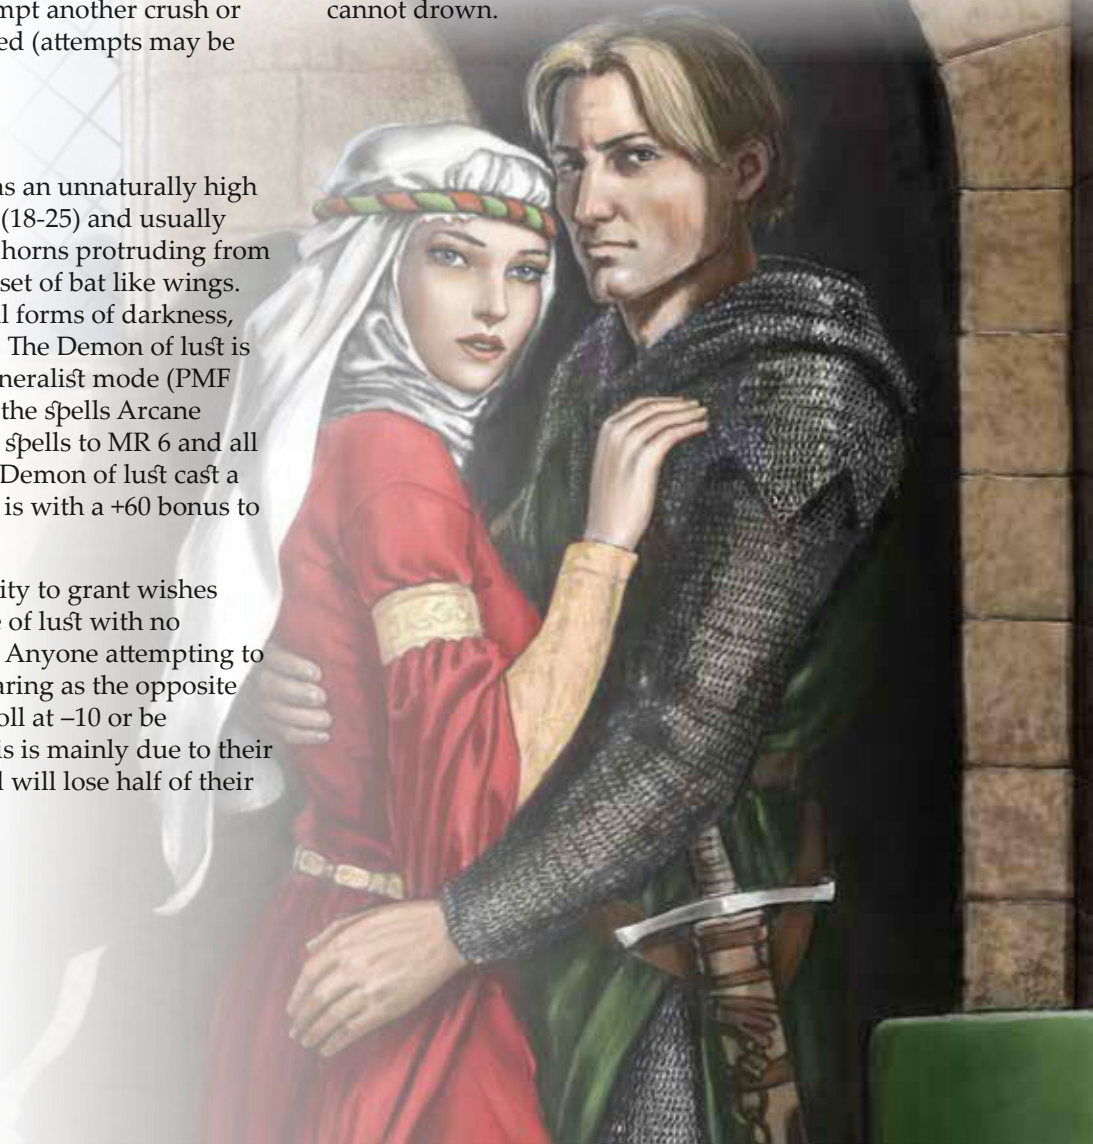 mpt another crush or
ed (attempts may be
as an unnaturally high
(18-25) and usually
horns protruding from
set of bat like wings.
ll forms of darkness,
The Demon of lust is
neralist mode (PMF
the spells Arcane
spells to MR 6 and all
Demon of lust cast a
is with a +60 bonus to
ity to grant wishes
e of lust with no
Anyone attempting to
aring as the opposite
oll at –10 or be
is is mainly due to their
l will lose half of their
cannot drown.